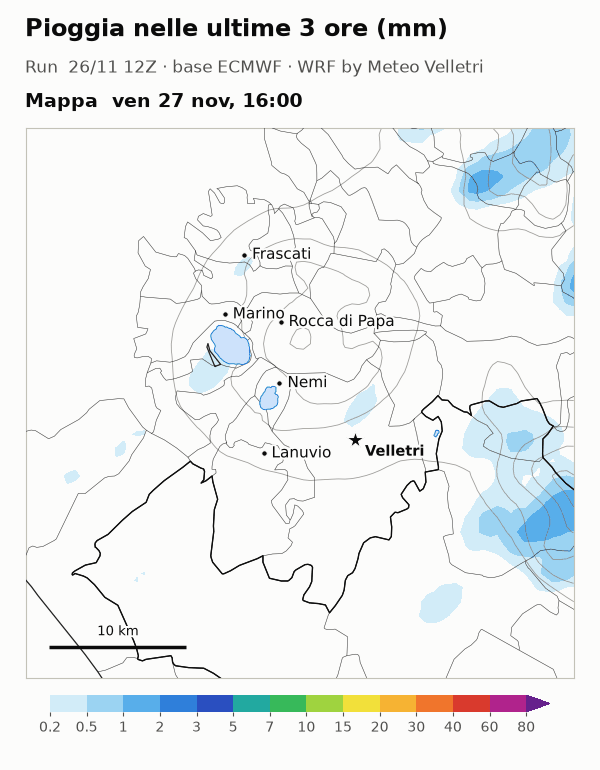 Pioggia nelle ultime 3 ore (mm)
Run  26/11 12Z · base ECMWF · WRF by Meteo Velletri
Mappa  ven 27 nov, 16:00
Frascati
Marino
Rocca di Papa
Nemi
Velletri
Lanuvio
10 km
0.2 0.5 1 2 3 5 7 10 15 20 30 40 60 80